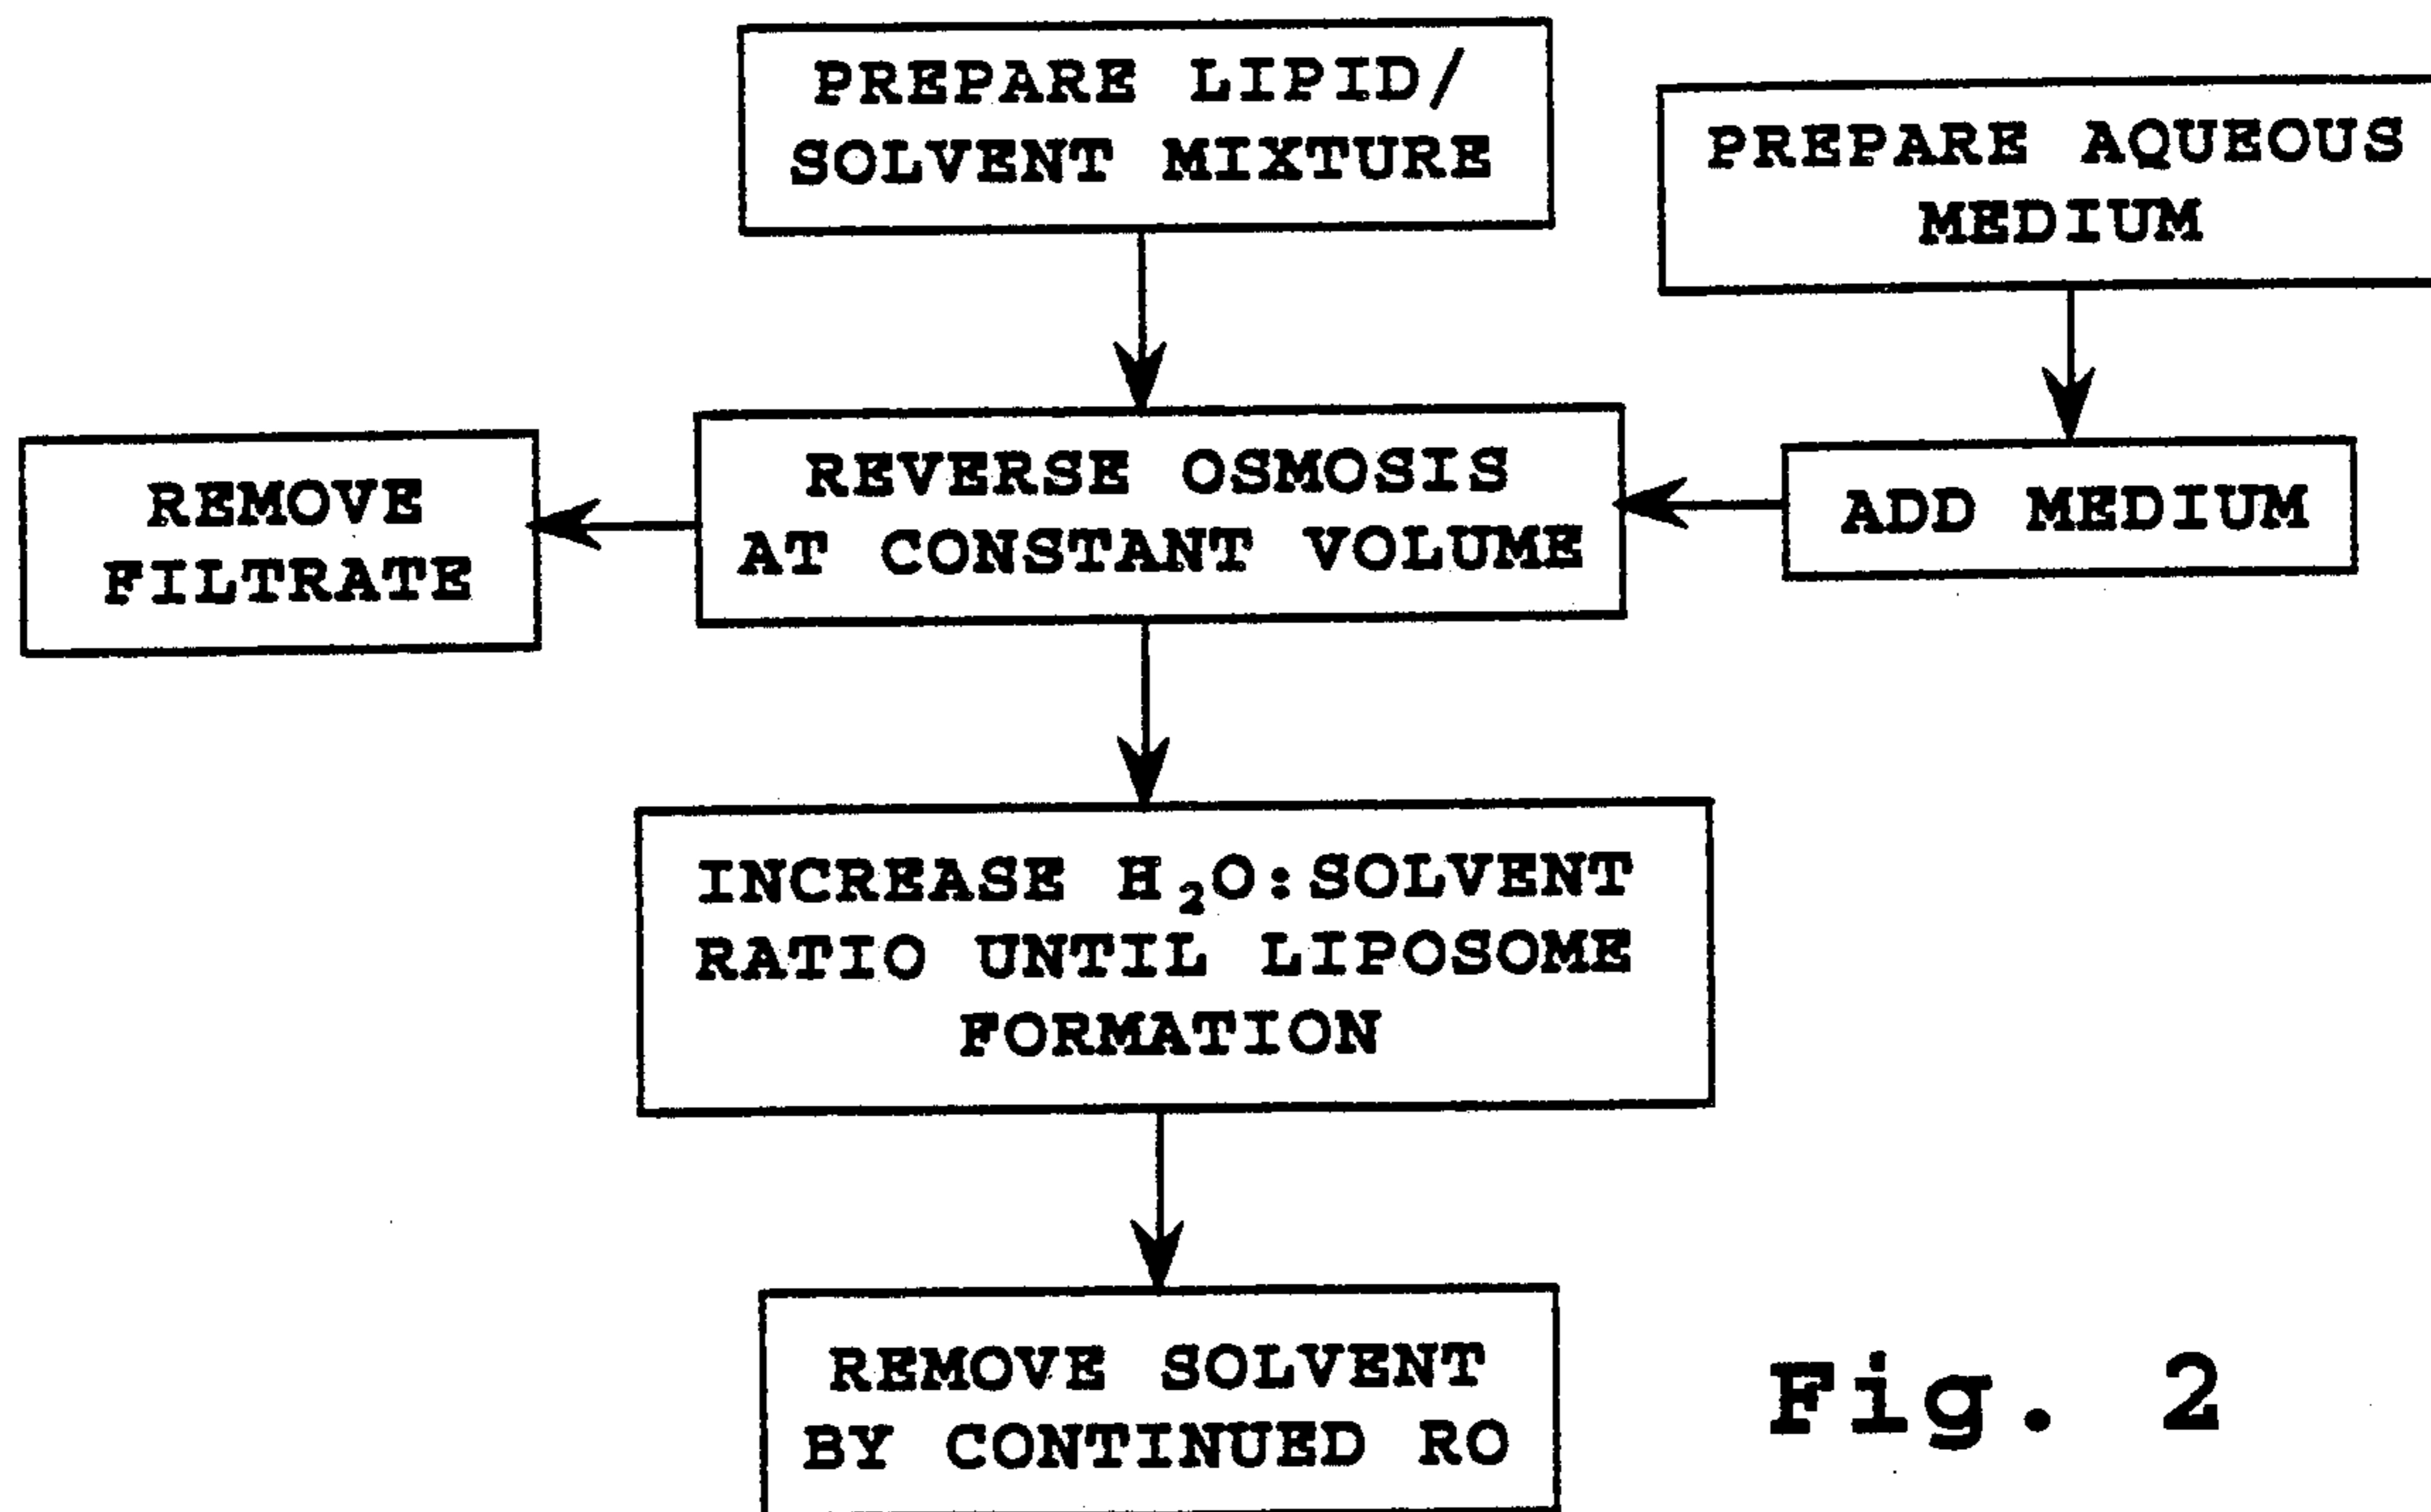 PREPARE LIPID/
SOLVENT MIXTURE
PREPARE AQUEOUS
MEDIUM
REMOVE
FILTRATE
REVERSE OSMOSIS
AT CONSTANT VOLUME
ADD MEDIUM
INCREASE H₂O:SOLVENT
RATIO UNTIL LIPOSOME
FORMATION
REMOVE SOLVENT
BY CONTINUED RO
Fig. 2